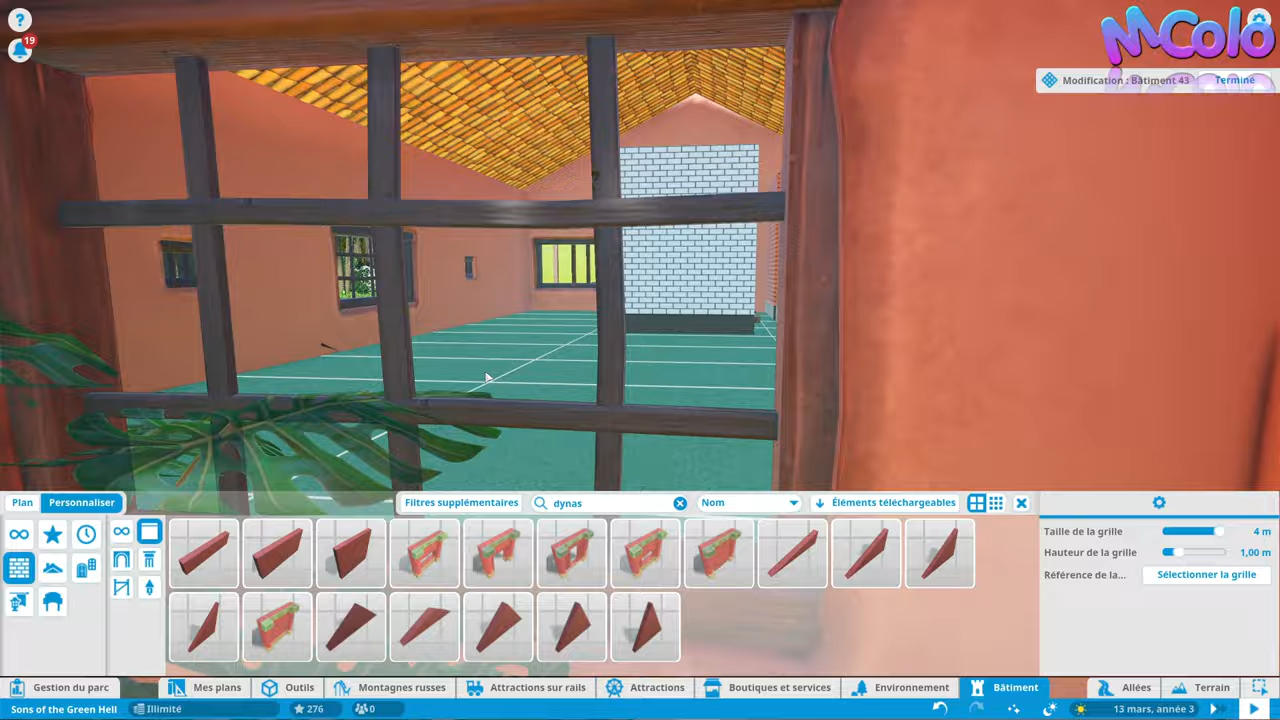 ?
19
MColo
Modification : Bâtiment 43
Terminé
Plan
Personnaliser
Filtres supplémentaires
dynas
Nom
Éléments téléchargeables
Taille de la grille
4 m
Hauteur de la grille
1,00 m
Référence de la...
Sélectionner la grille
Gestion du parc
Mes plans
Outils
Montagnes russes
Attractions sur rails
Attractions
Boutiques et services
Environnement
Bâtiment
Allées
Terrain
Sons of the Green Hell
Illimité
276
0
13 mars, année 3